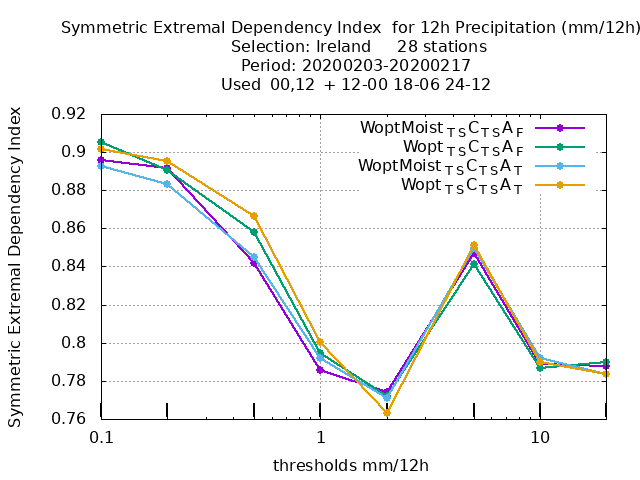 Symmetric Extremal Dependency Index  for 12h Precipitation (mm/12h)
Selection: Ireland     28 stations
Period: 20200203-20200217
Used  00,12  + 12-00 18-06 24-12
Symmetric Extremal Dependency Index
0.92
0.9
0.88
0.86
0.84
0.82
0.8
0.78
0.76
WoptMoist TS C TS A F
Wopt TS C TS A F
WoptMoist TS C TS A T
Wopt TS C TS A T
0.1 1 10
thresholds mm/12h